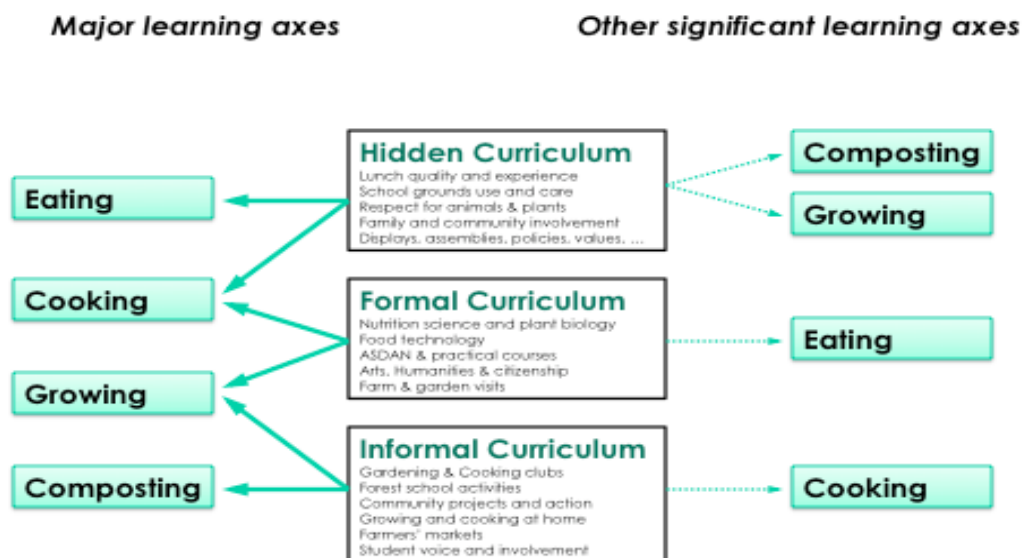 Major learning axes
Other significant learning axes
Eating
Cooking
Growing
Composting
Hidden Curriculum
Lunch quality and experience
School grounds use and care
Respect for animals & plants
Family and community involvement
Displays, assemblies, policies, values, ...
Formal Curriculum
Nutrition science and plant biology
Food technology
ASDAN & practical courses
Arts, Humanities & citizenship
Farm & garden visits
Informal Curriculum
Gardening & Cooking clubs
Forest school activities
Community projects and action
Growing and cooking at home
Farmers' markets
Student voice and involvement
Composting
Growing
Eating
Cooking